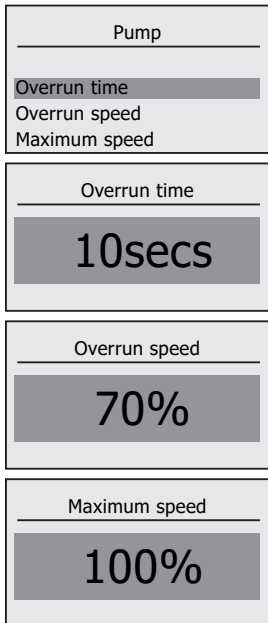 Pump
Overrun time
Overrun speed
Maximum speed
Overrun time
10secs
Overrun speed
70%
Maximum speed
100%